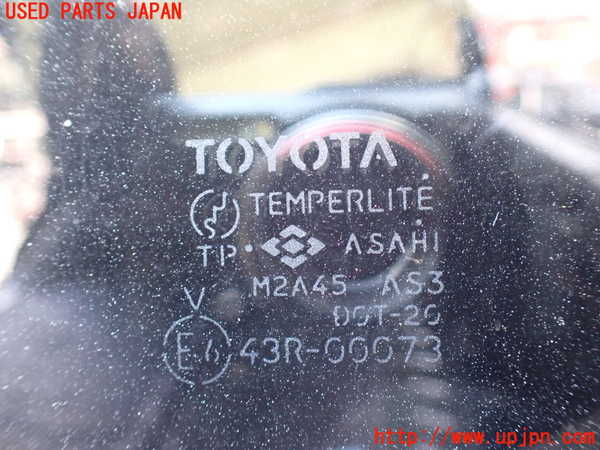 USED PARTS JAPAN
TOYOTA
TEMPERLITE
TP ASAHI
M2A45 AS3
DOT-20
V
E6 43R-00073
http://www.upjpn.com